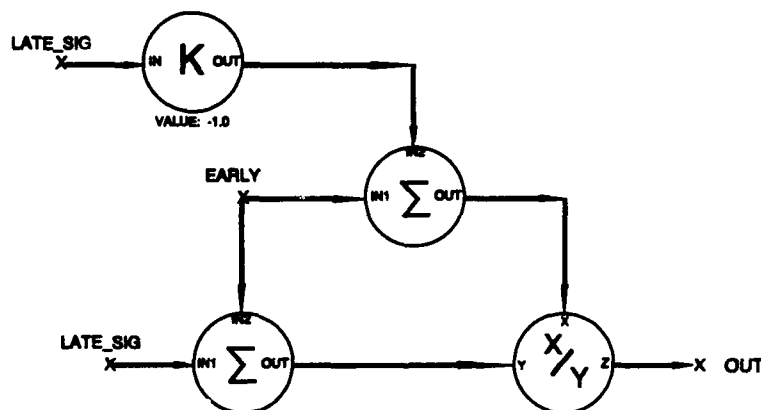 LATE_SIG
X
IN K OUT
VALUE: -1.0
IN2
EARLY
X
IN1 Σ OUT
IN2
LATE_SIG
X
IN1 Σ OUT
X
Y X/Y Z
X OUT